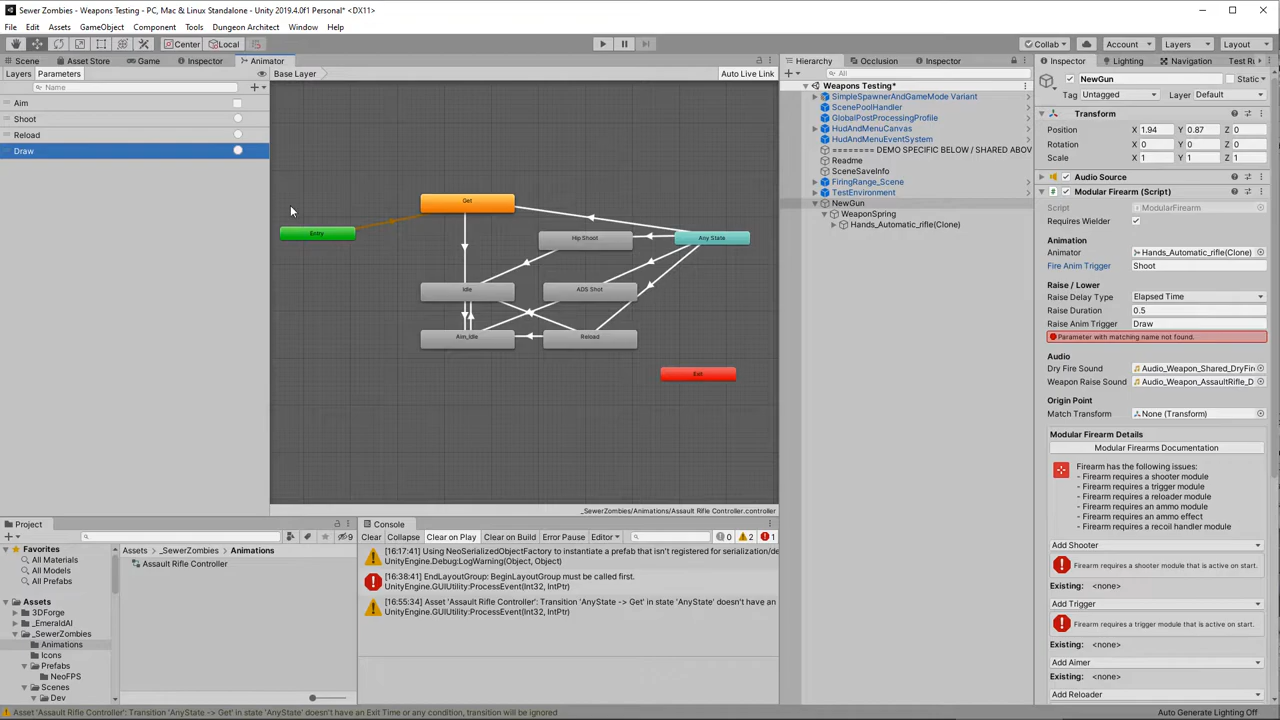 Sewer Zombies - Weapons Testing - PC, Mac & Linux Standalone - Unity 2019.4.0f1 Personal* <DX11>
File Edit Assets GameObject Component Tools Dungeon Architect Window Help
Center Local Collab Account Layers Layout
Scene Asset Store Game Inspector Animator
Layers Parameters Base Layer Auto Live Link
Name
Aim
Shoot
Reload
Draw
Get
Entry
Hip Shoot
Any State
Idle
ADS Shot
Aim_Idle
Reload
Exit
_SewerZombies/Animations/Assault Rifle Controller.controller
Hierarchy Occlusion Inspector
All
Weapons Testing*
SimpleSpawnerAndGameMode Variant
ScenePoolHandler
GlobalPostProcessingProfile
HudAndMenuCanvas
HudAndMenuEventSystem
======== DEMO SPECIFIC BELOW / SHARED ABOV
Readme
SceneSaveInfo
FiringRange_Scene
TestEnvironment
NewGun
WeaponSpring
Hands_Automatic_rifle(Clone)
Inspector Lighting Navigation Test Ru
NewGun Static
Tag Untagged Layer Default
Transform
Position X 1.94 Y 0.87 Z 0
Rotation X 0 Y 0 Z 0
Scale X 1 Y 1 Z 1
Audio Source
Modular Firearm (Script)
Script ModularFirearm
Requires Wielder
Animation
Animator Hands_Automatic_rifle(Clone)
Fire Anim Trigger Shoot
Raise / Lower
Raise Delay Type Elapsed Time
Raise Duration 0.5
Raise Anim Trigger Draw
Parameter with matching name not found.
Audio
Dry Fire Sound Audio_Weapon_Shared_DryFire
Weapon Raise Sound Audio_Weapon_AssaultRifle_D
Origin Point
Match Transform None (Transform)
Modular Firearm Details
Modular Firearms Documentation
Firearm has the following issues:
- Firearm requires a shooter module
- Firearm requires a trigger module
- Firearm requires a reloader module
- Firearm requires an ammo module
- Firearm requires an ammo effect
- Firearm requires a recoil handler module
Add Shooter
Firearm requires a shooter module that is active on start.
Existing: <none>
Add Trigger
Firearm requires a trigger module that is active on start.
Existing: <none>
Add Aimer
Existing: <none>
Add Reloader
Project
9
Favorites
All Materials
All Models
All Prefabs
Assets
3DForge
_EmeraldAI
_SewerZombies
Animations
Icons
Prefabs
NeoFPS
Scenes
Dev
Assets > _SewerZombies > Animations
Assault Rifle Controller
Console
Clear Collapse Clear on Play Clear on Build Error Pause Editor 0 2 1
[16:17:41] Using NeoSerializedObjectFactory to instantiate a prefab that isn't registered for serialization/de
UnityEngine.Debug:LogWarning(Object, Object)
[16:38:41] EndLayoutGroup: BeginLayoutGroup must be called first.
UnityEngine.GUIUtility:ProcessEvent(Int32, IntPtr)
[16:55:34] Asset 'Assault Rifle Controller': Transition 'AnyState -> Get' in state 'AnyState' doesn't have an
UnityEngine.GUIUtility:ProcessEvent(Int32, IntPtr)
Asset 'Assault Rifle Controller': Transition 'AnyState -> Get' in state 'AnyState' doesn't have an Exit Time or any condition, transition will be ignored
Auto Generate Lighting Off